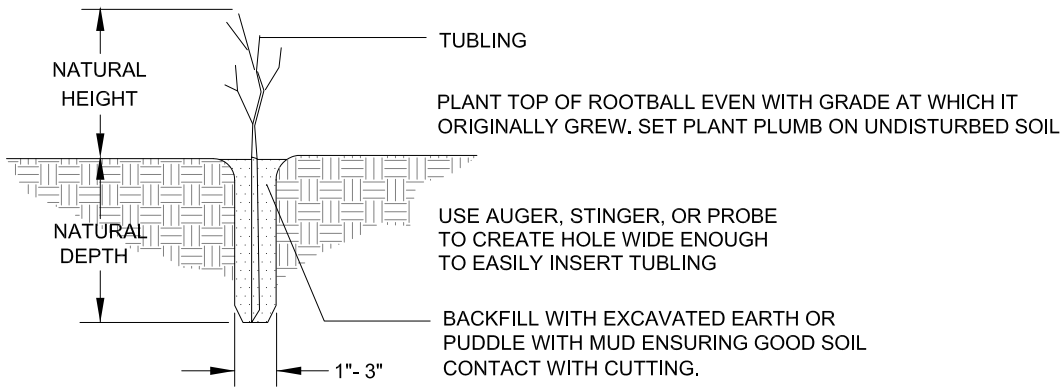 TUBLING
NATURAL
HEIGHT
PLANT TOP OF ROOTBALL EVEN WITH GRADE AT WHICH IT
ORIGINALLY GREW. SET PLANT PLUMB ON UNDISTURBED SOIL
NATURAL
DEPTH
USE AUGER, STINGER, OR PROBE
TO CREATE HOLE WIDE ENOUGH
TO EASILY INSERT TUBLING
BACKFILL WITH EXCAVATED EARTH OR
PUDDLE WITH MUD ENSURING GOOD SOIL
CONTACT WITH CUTTING.
1"- 3"